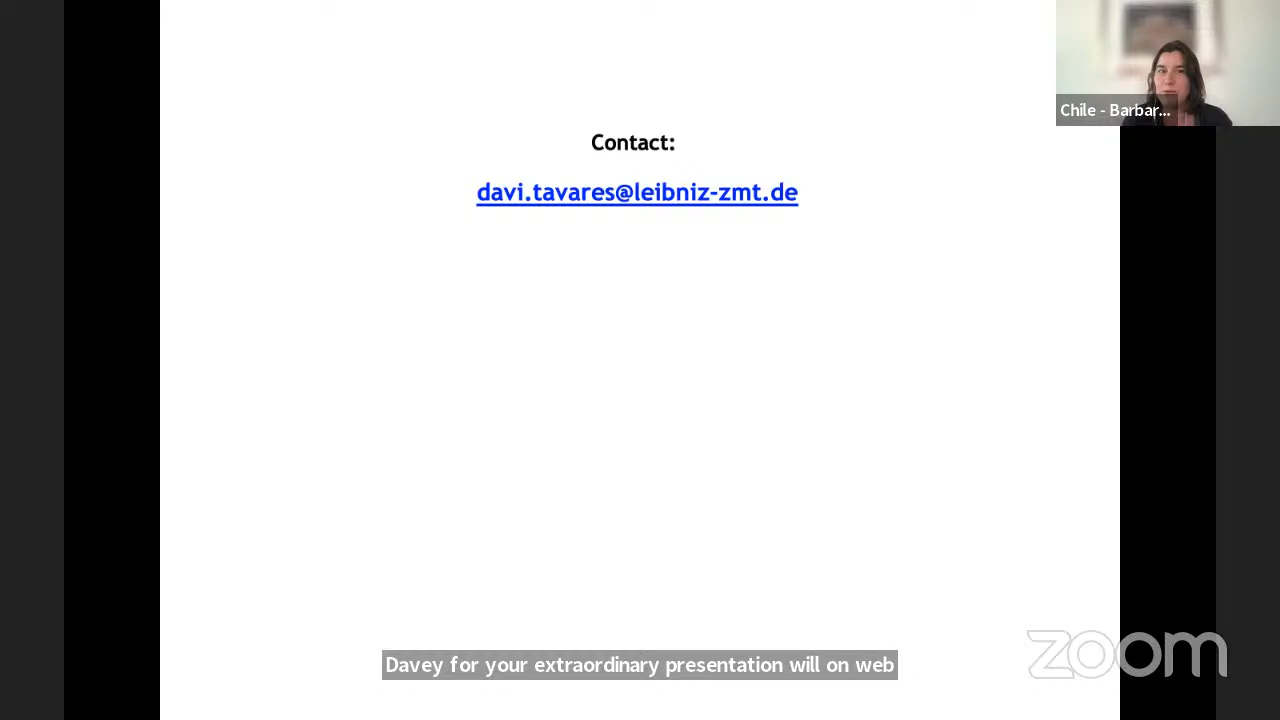 Chile - Barbar...
Contact:
davi.tavares@leibniz-zmt.de
Davey for your extraordinary presentation will on web
zoom